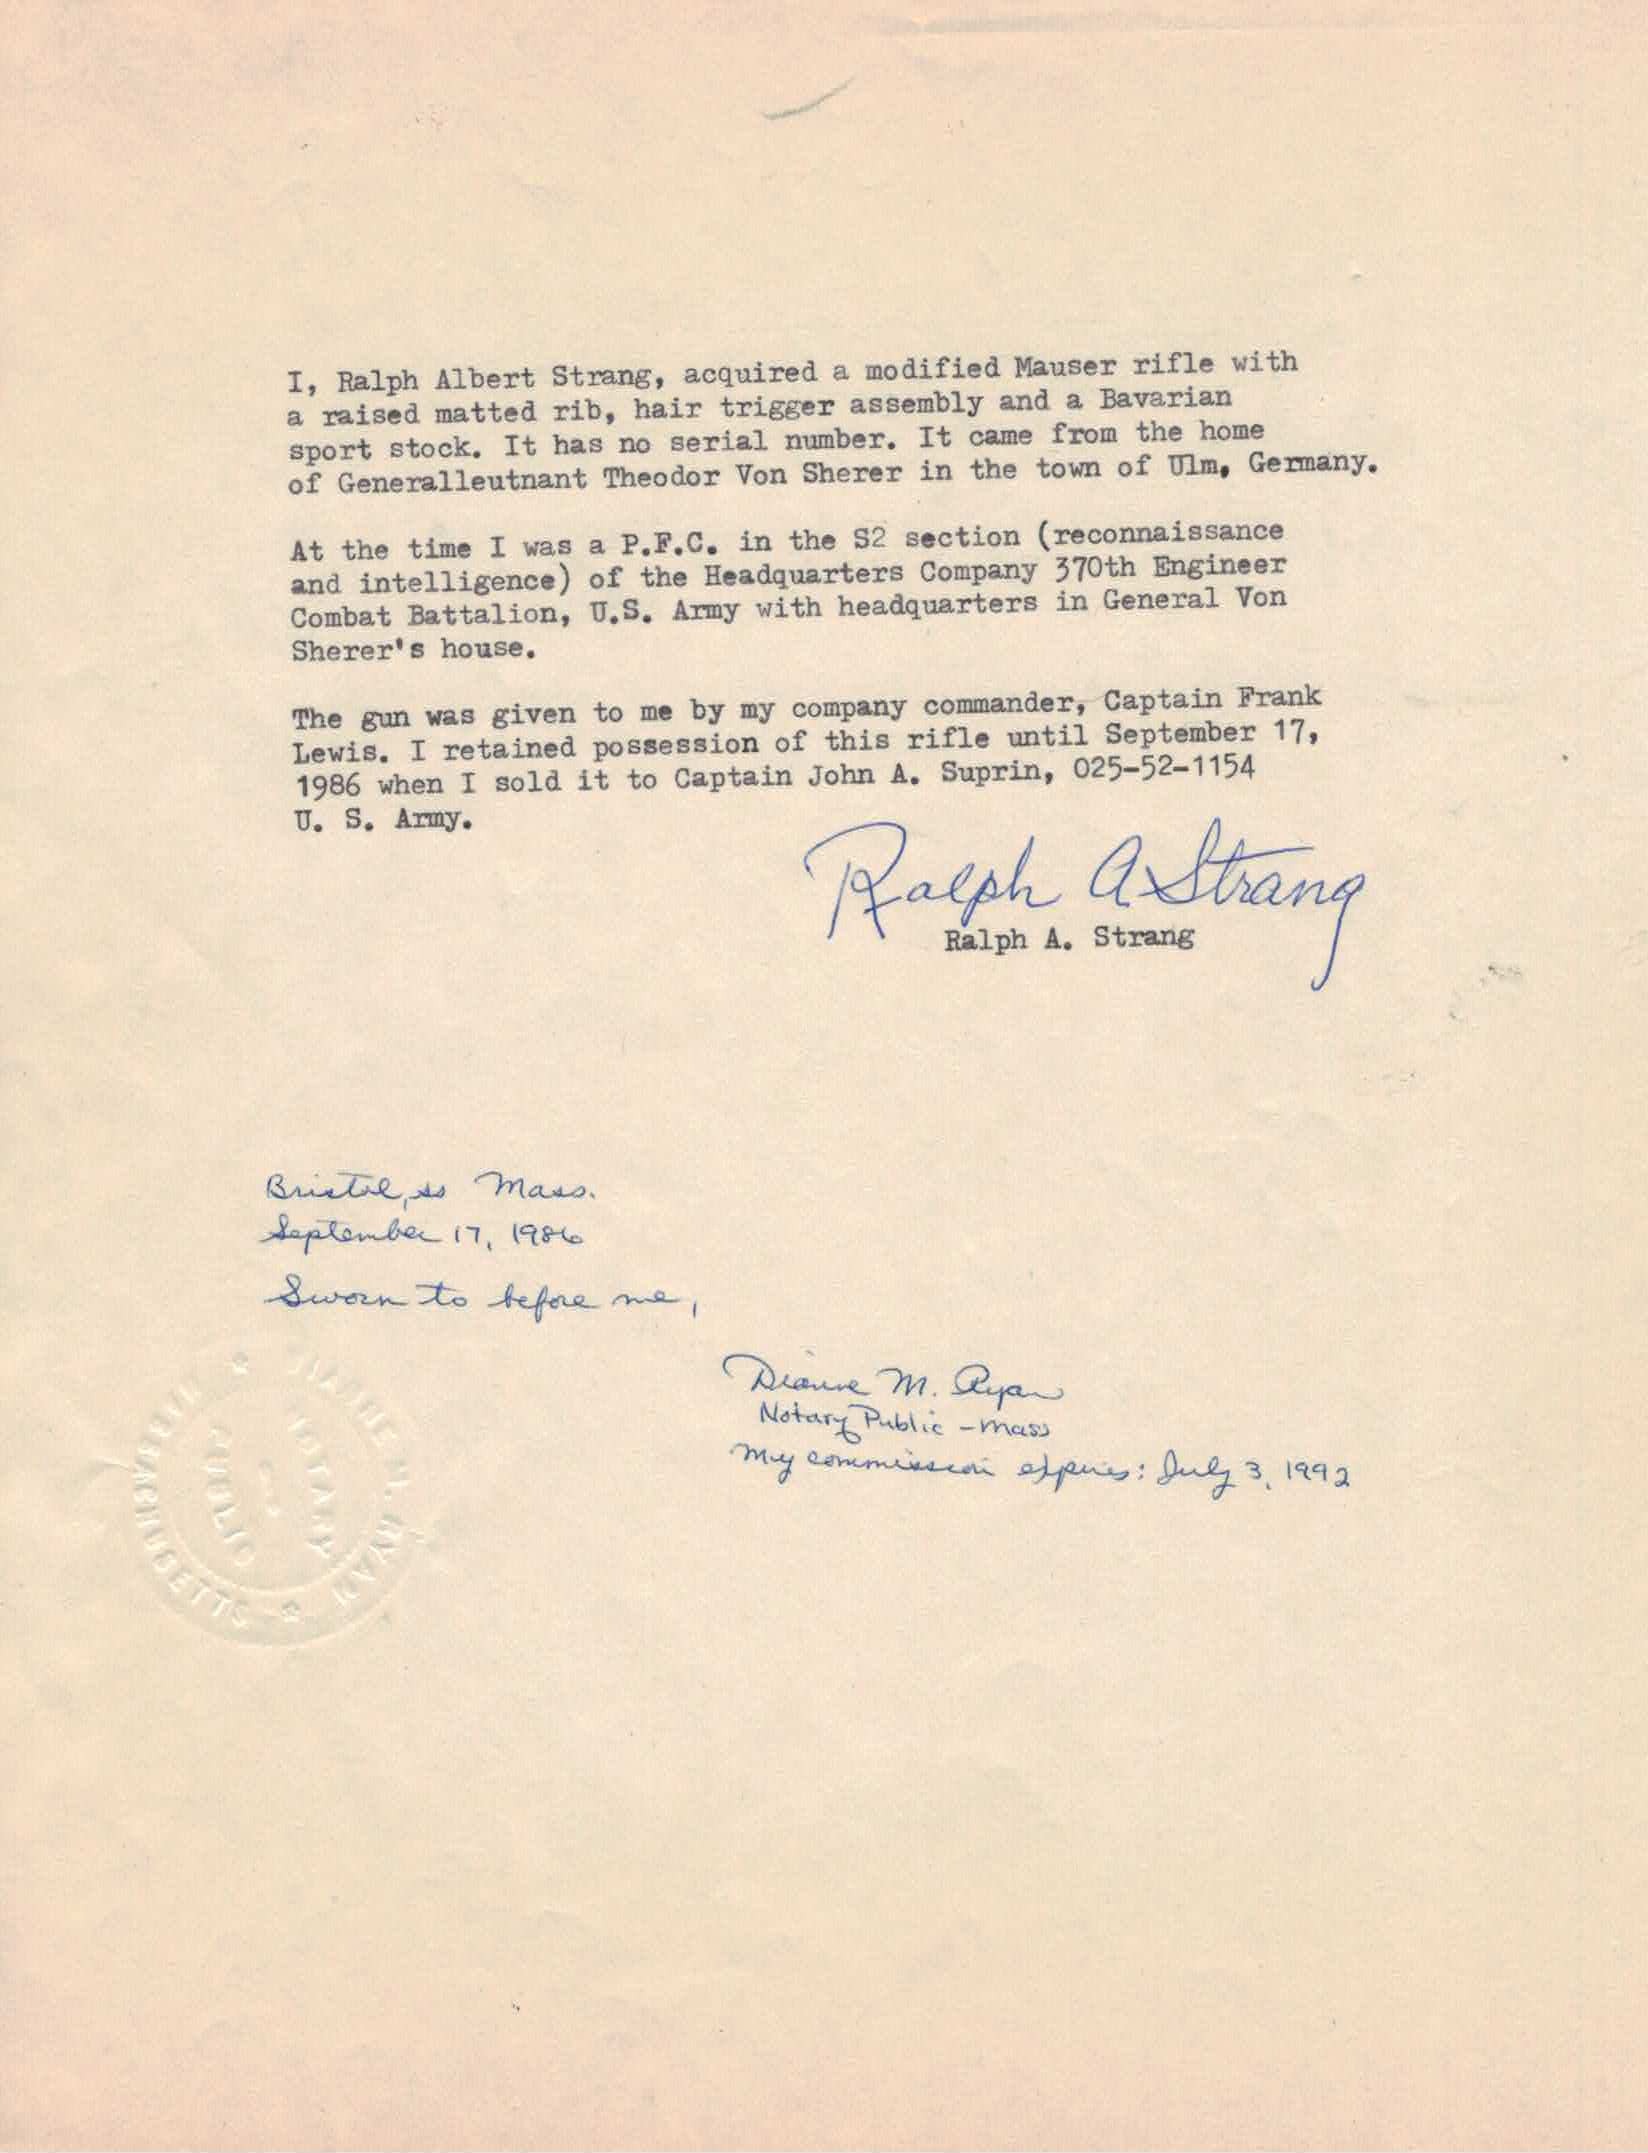 I, Ralph Albert Strang, acquired a modified Mauser rifle with
a raised matted rib, hair trigger assembly and a Bavarian
sport stock. It has no serial number. It came from the home
of Generalleutnant Theodor Von Sherer in the town of Ulm, Germany.
At the time I was a P.F.C. in the S2 section (reconnaissance
and intelligence) of the Headquarters Company 370th Engineer
Combat Battalion, U.S. Army with headquarters in General Von
Sherer's house.
The gun was given to me by my company commander, Captain Frank
Lewis. I retained possession of this rifle until September 17,
1986 when I sold it to Captain John A. Suprin, 025-52-1154
U. S. Army.
Ralph A Strang
Ralph A. Strang
Bristol, ss Mass.
September 17, 1986
Sworn to before me,
Dianne M. Ryan
Notary Public - Mass
My commission expires: July 3, 1992
DIANNE M. RYAN
MASSACHUSETTS
NOTARY
PUBLIC